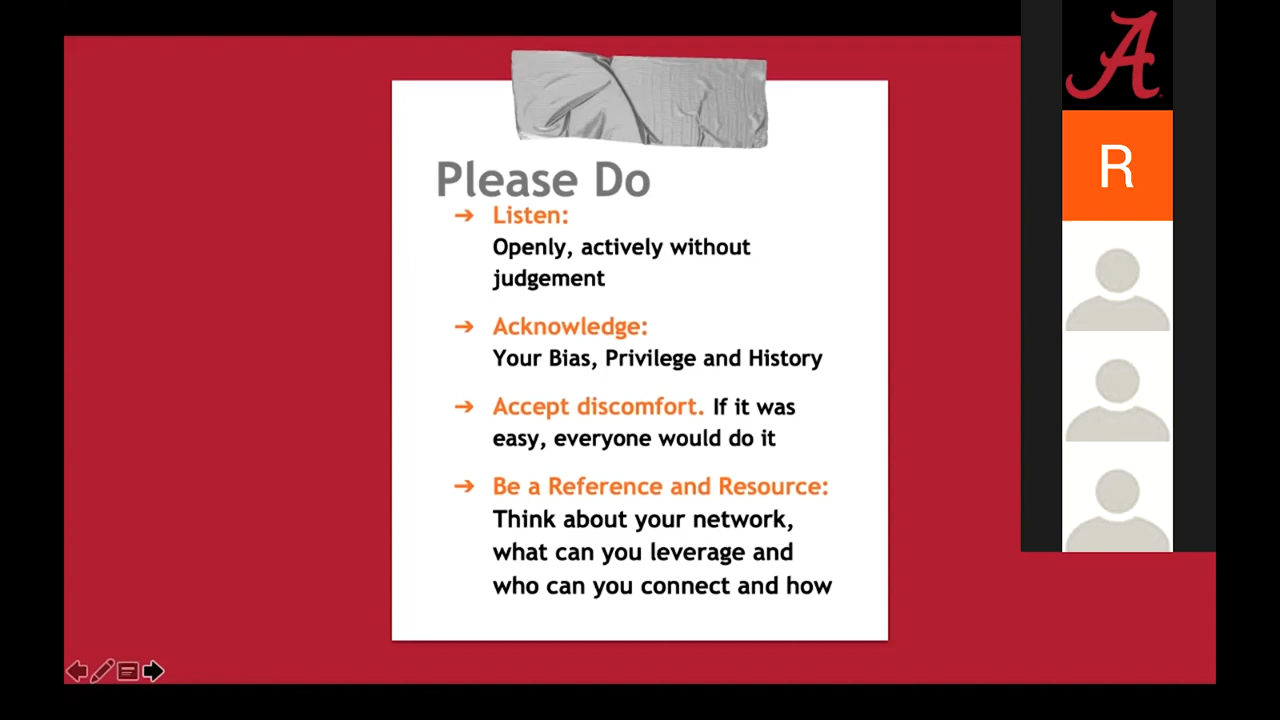 Please Do
➔ Listen:
Openly, actively without
judgement
➔ Acknowledge:
Your Bias, Privilege and History
➔ Accept discomfort. If it was
easy, everyone would do it
➔ Be a Reference and Resource:
Think about your network,
what can you leverage and
who can you connect and how
A
R